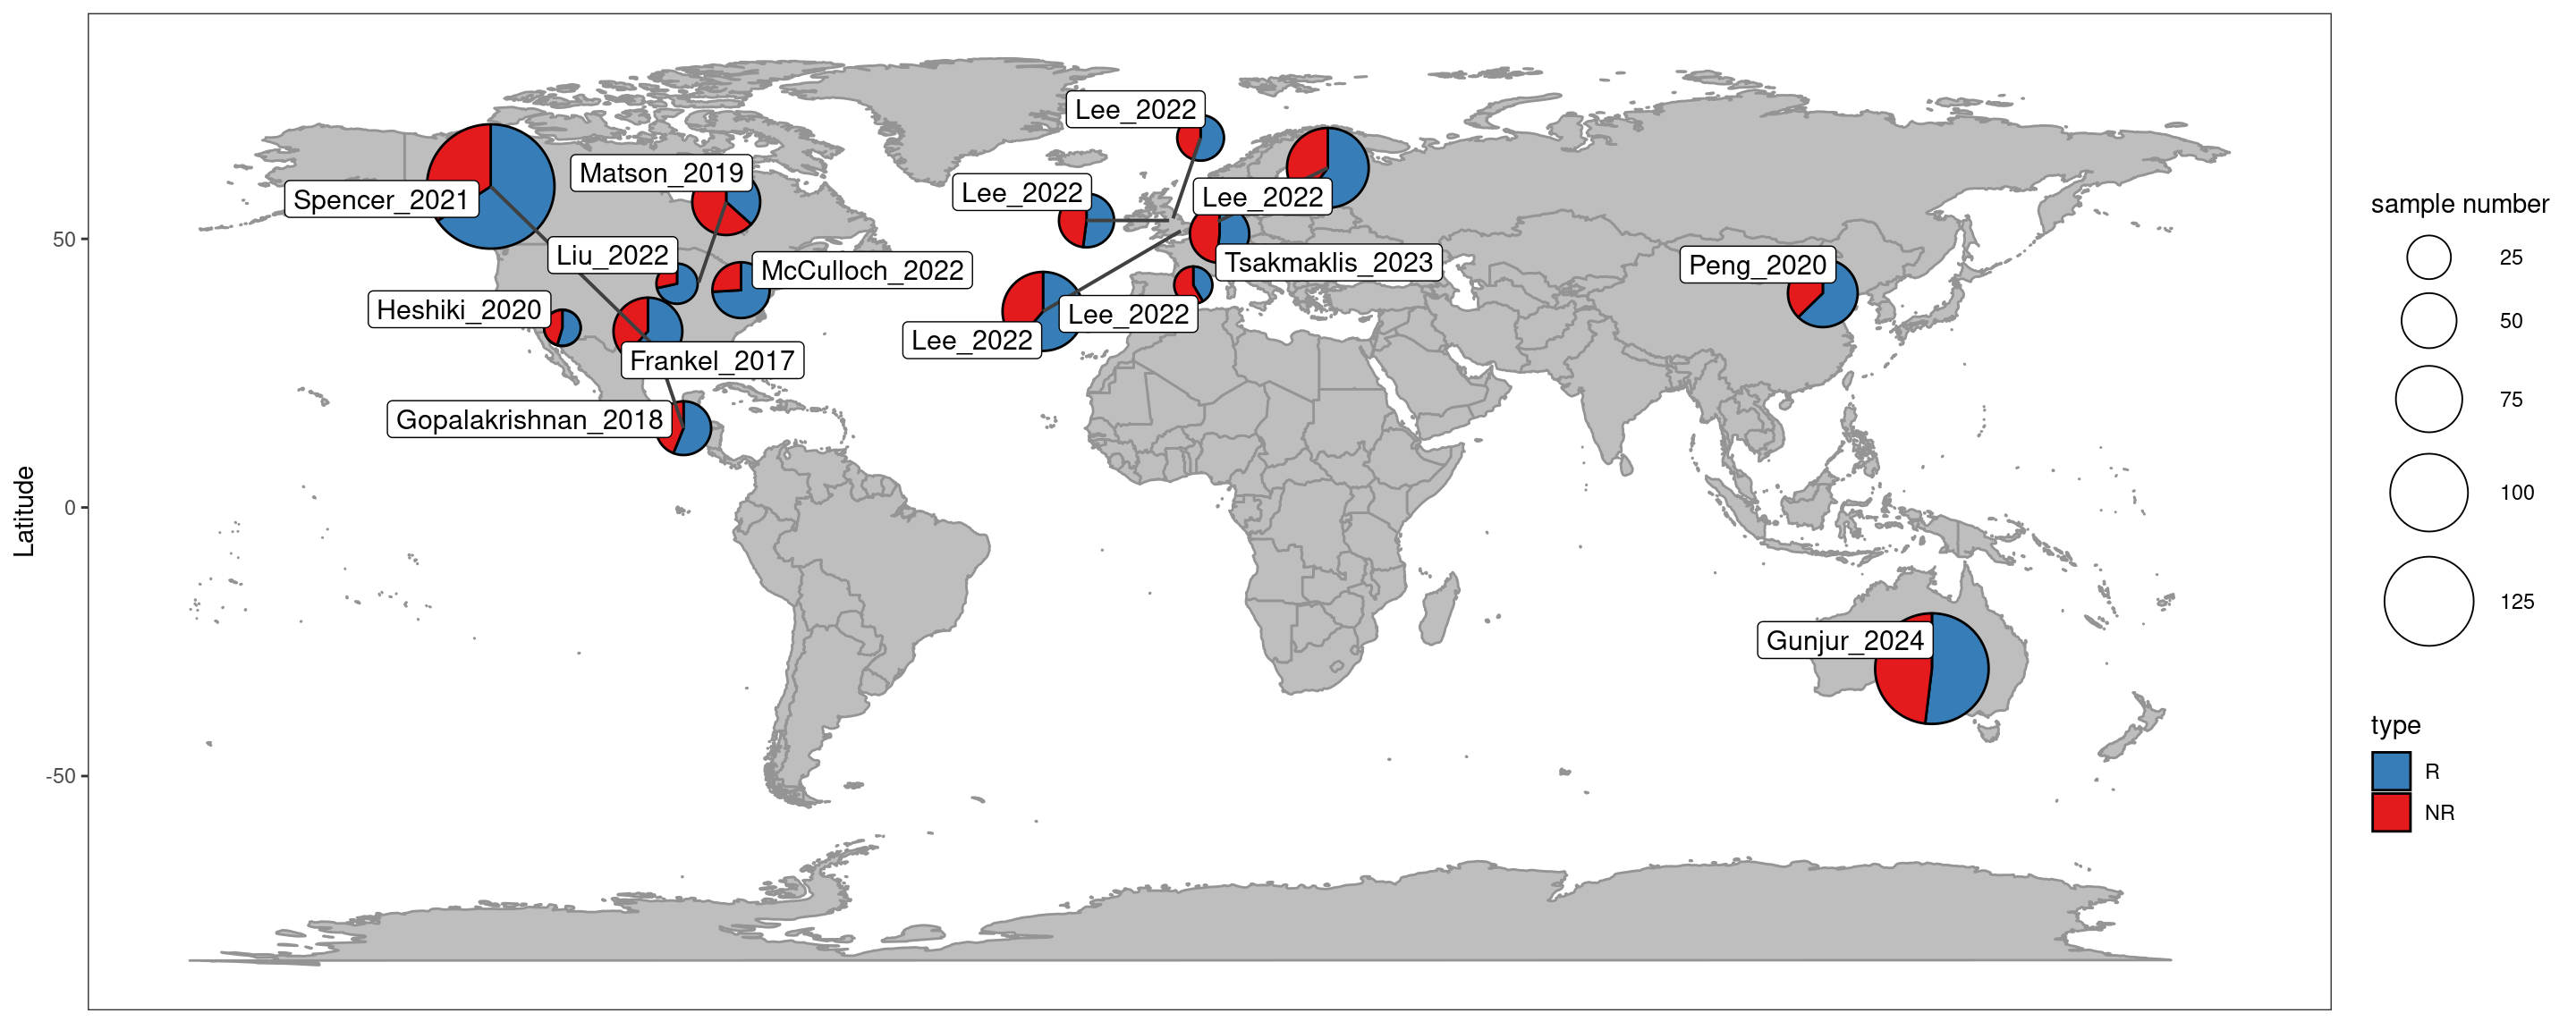 Lee_2022
Matson_2019
Lee_2022
Lee_2022
Spencer_2021
sample number
50
Liu_2022
McCulloch_2022
Tsakmaklis_2023
Peng_2020
25
Heshiki_2020
Lee_2022
50
Lee_2022
Frankel_2017
75
Gopalakrishnan_2018
100
Latitude
0
125
Gunjur_2024
type
-50
R
NR